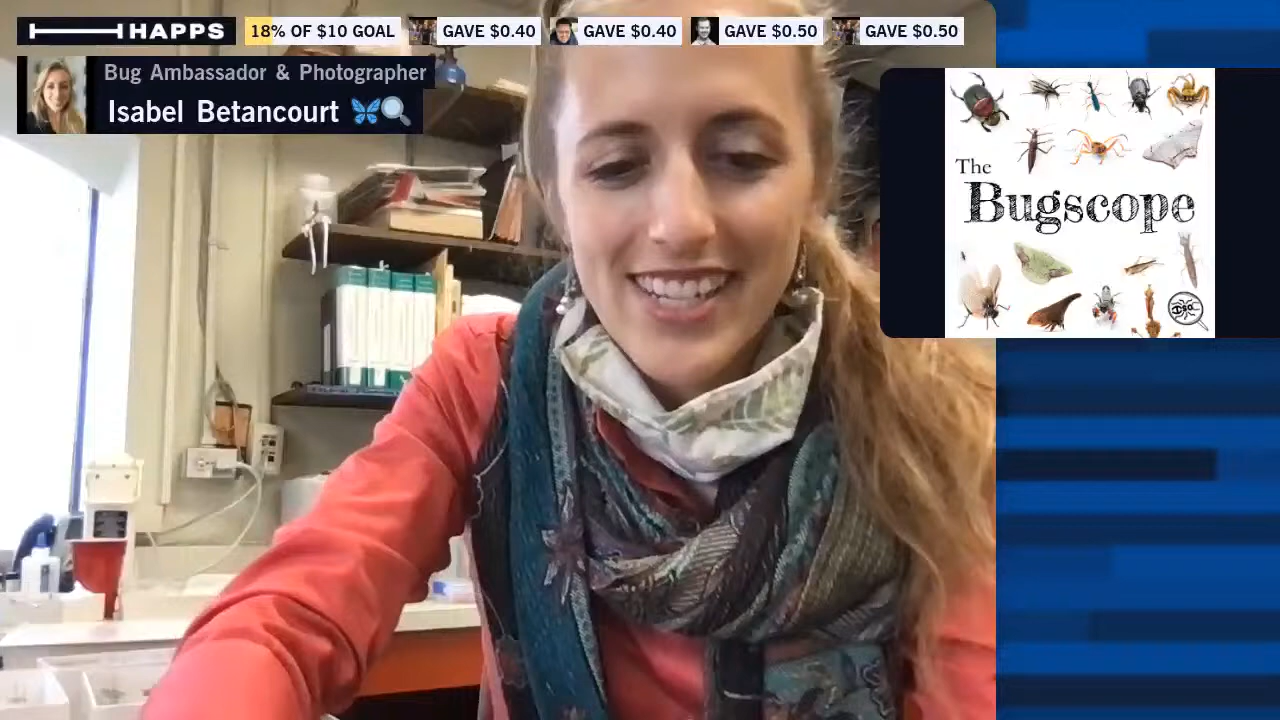 HAPPS
18% OF $10 GOAL
GAVE $0.40
GAVE $0.40
GAVE $0.50
GAVE $0.50
Bug Ambassador & Photographer
Isabel Betancourt
The
Bugscope